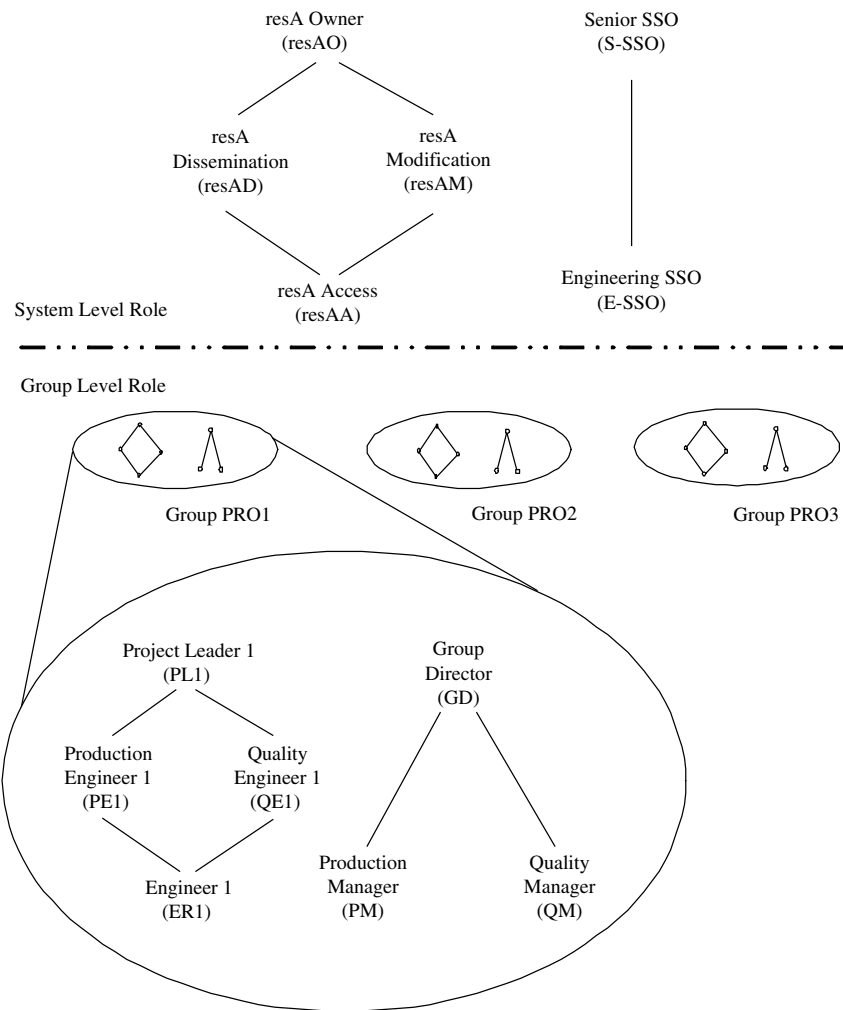 resA Owner
(resAO)
Senior SSO
(S-SSO)
resA
Dissemination
(resAD)
resA
Modification
(resAM)
resA Access
(resAA)
Engineering SSO
(E-SSO)
System Level Role
Group Level Role
Group PRO1
Group PRO2
Group PRO3
Project Leader 1
(PL1)
Group
Director
(GD)
Production
Engineer 1
(PE1)
Quality
Engineer 1
(QE1)
Engineer 1
(ER1)
Production
Manager
(PM)
Quality
Manager
(QM)